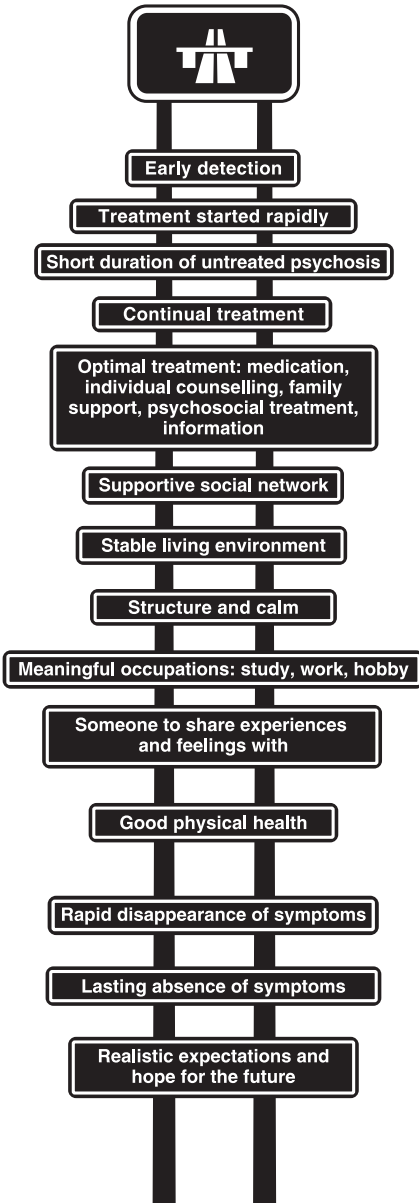 Early detection
Treatment started rapidly
Short duration of untreated psychosis
Continual treatment
Optimal treatment: medication,
individual counselling, family
support, psychosocial treatment,
information
Supportive social network
Stable living environment
Structure and calm
Meaningful occupations: study, work, hobby
Someone to share experiences
and feelings with
Good physical health
Rapid disappearance of symptoms
Lasting absence of symptoms
Realistic expectations and
hope for the future